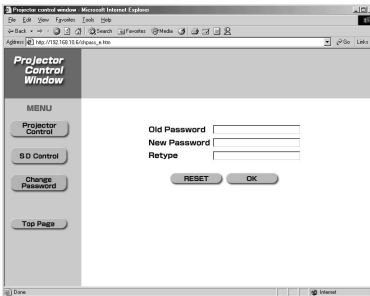 Projector control window - Microsoft Internet Explorer
File Edit View Favorites Tools Help
Back Search Favorites Media
Address http://192.168.10.6/chpass_e.htm Go Links
Projector
Control
Window
MENU
Projector
Control
SD Control
Change
Password
Top Page
Old Password
New Password
Retype
RESET OK
Done Internet